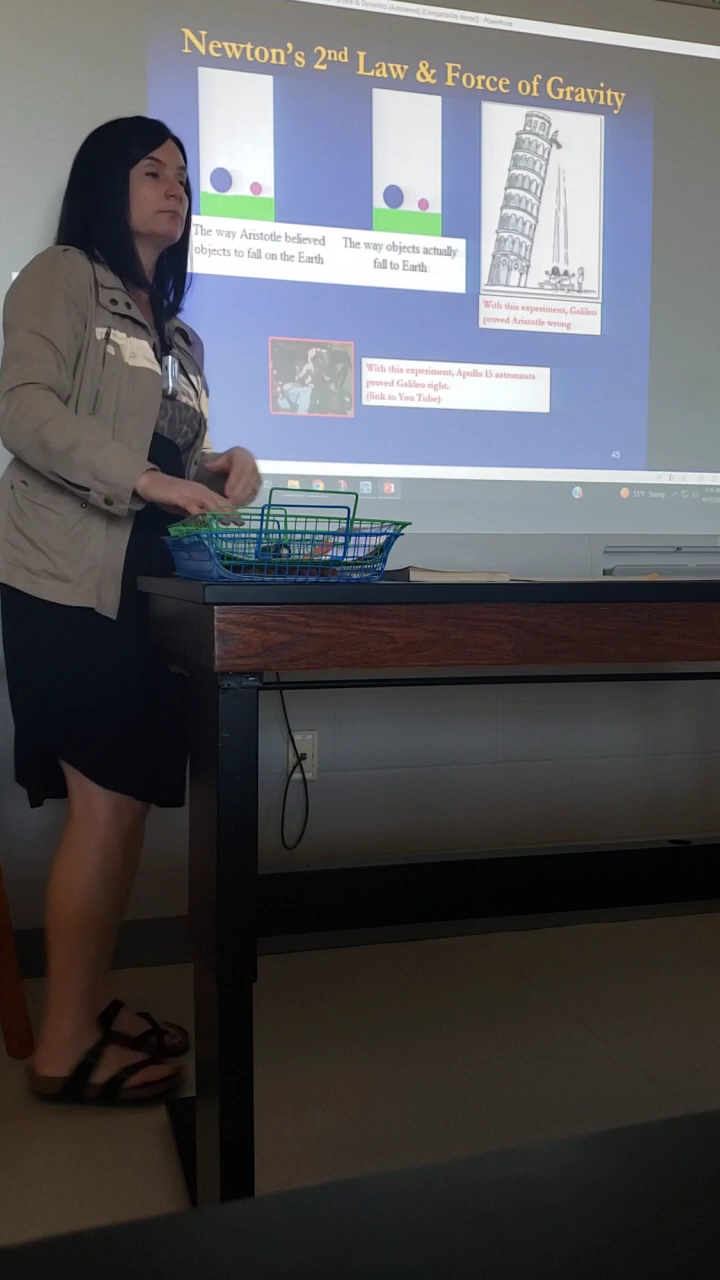 Newton's 2nd Law & Force of Gravity
The way Aristotle believed
objects to fall on the Earth
The way objects actually
fall to Earth
With this experiment, Galileo
proved Aristotle wrong
With this experiment, Apollo 15 astronauts
proved Galileo right.
(link to You Tube)
45
Sunny